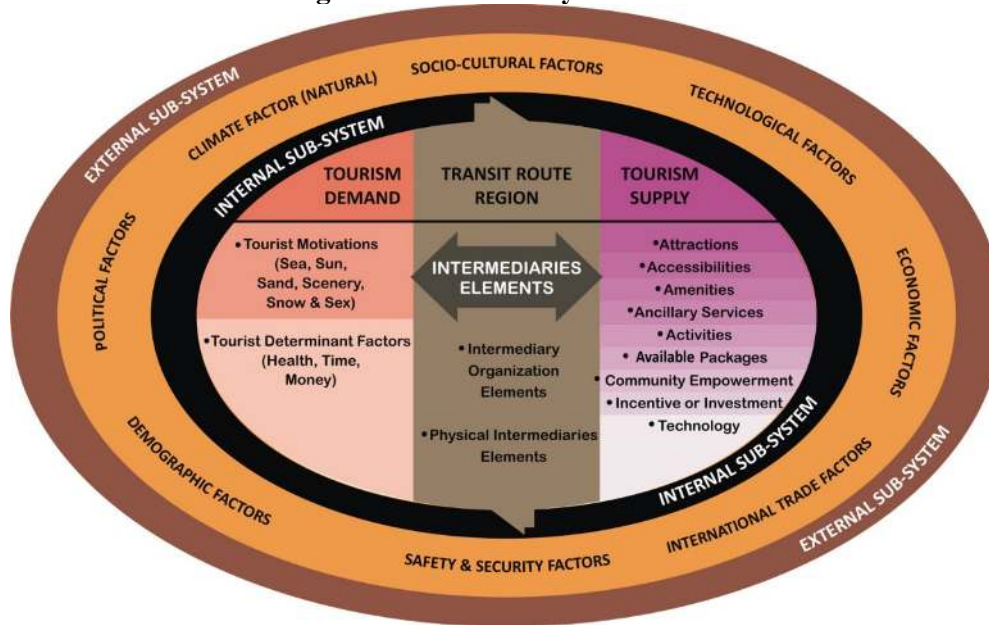 EXTERNAL SUB-SYSTEM
CLIMATE FACTOR (NATURAL)
SOCIO-CULTURAL FACTORS
TECHNOLOGICAL FACTORS
ECONOMIC FACTORS
INTERNATIONAL TRADE FACTORS
SAFETY & SECURITY FACTORS
DEMOGRAPHIC FACTORS
POLITICAL FACTORS
EXTERNAL SUB-SYSTEM
INTERNAL SUB-SYSTEM
TOURISM
DEMAND
•Tourist Motivations
(Sea, Sun,
Sand, Scenery,
Snow & Sex)
•Tourist Determinant Factors
(Health, Time,
Money)
TRANSIT ROUTE
REGION
INTERMEDIARIES
ELEMENTS
• Intermediary
Organization
Elements
• Physical Intermediaries
Elements
TOURISM
SUPPLY
•Attractions
•Accessibilities
•Amenities
•Ancillary Services
•Activities
• Available Packages
• Community Empowerment
• Incentive or Investment
• Technology
INTERNAL SUB-SYSTEM